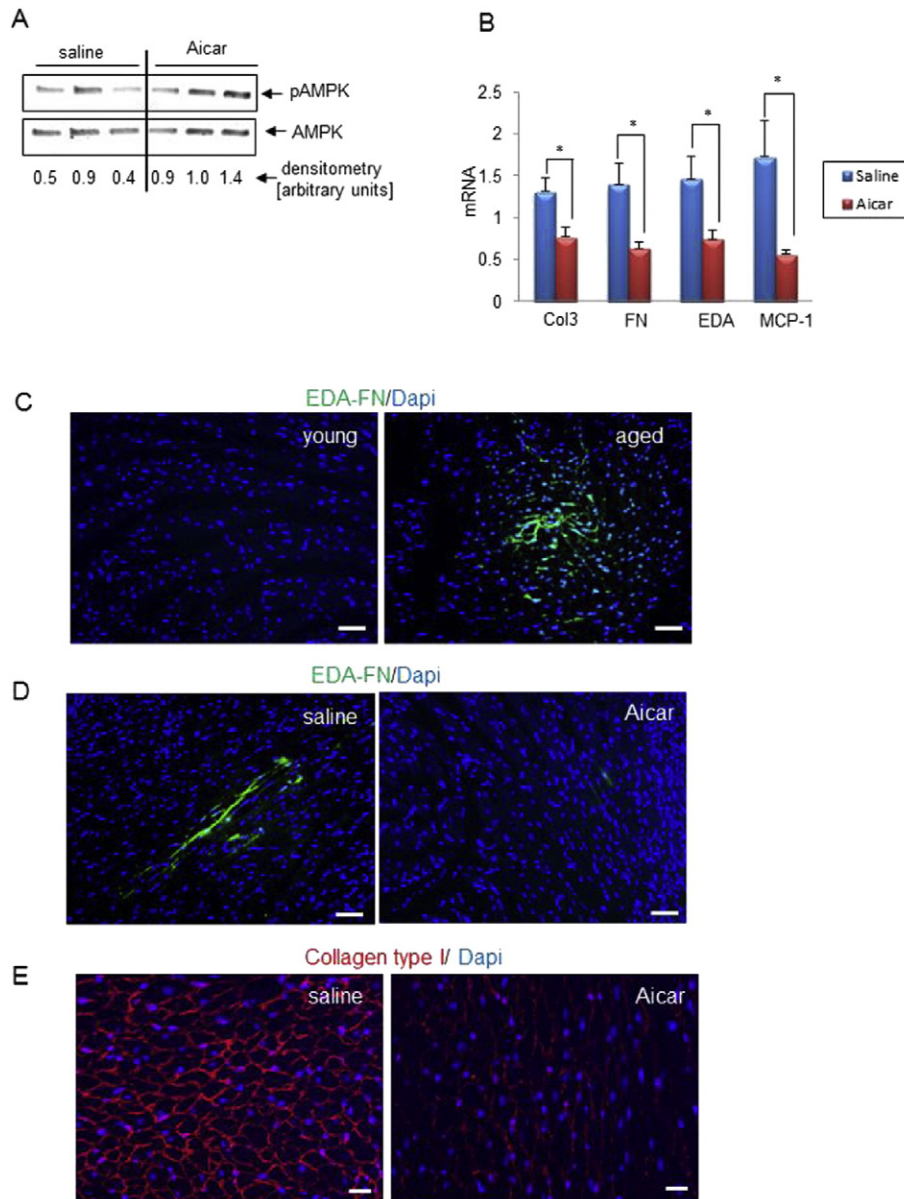 A
saline Aicar
pAMPK
AMPK
0.5 0.9 0.4 0.9 1.0 1.4 densitometry
[arbitrary units]
B
mRNA
2.5
2
1.5
1
0.5
0
* * * *
Col3 FN EDA MCP-1
Saline
Aicar
C
EDA-FN/Dapi
young aged
D
EDA-FN/Dapi
saline Aicar
E
Collagen type I/ Dapi
saline Aicar